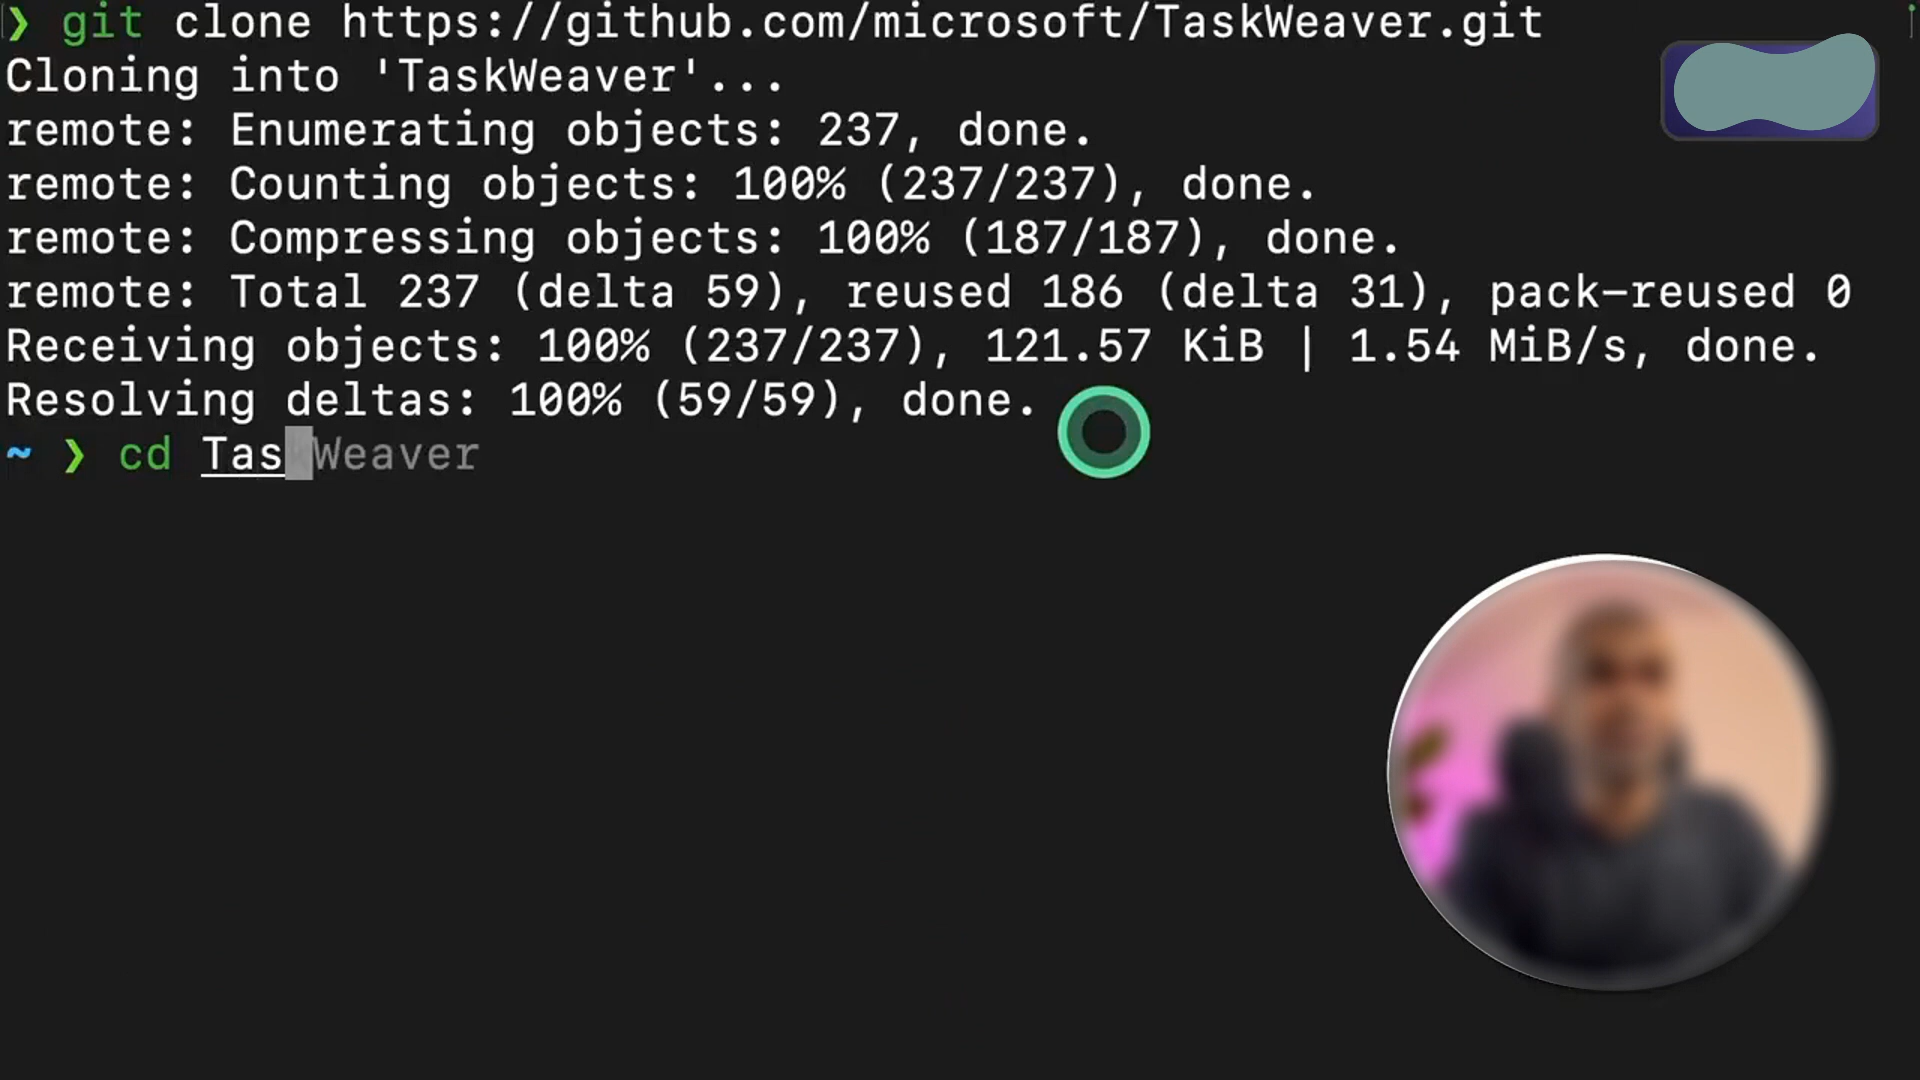 ❯ git clone https://github.com/microsoft/TaskWeaver.git
Cloning into 'TaskWeaver'...
remote: Enumerating objects: 237, done.
remote: Counting objects: 100% (237/237), done.
remote: Compressing objects: 100% (187/187), done.
remote: Total 237 (delta 59), reused 186 (delta 31), pack-reused 0
Receiving objects: 100% (237/237), 121.57 KiB | 1.54 MiB/s, done.
Resolving deltas: 100% (59/59), done.
~ ❯ cd TaskWeaver